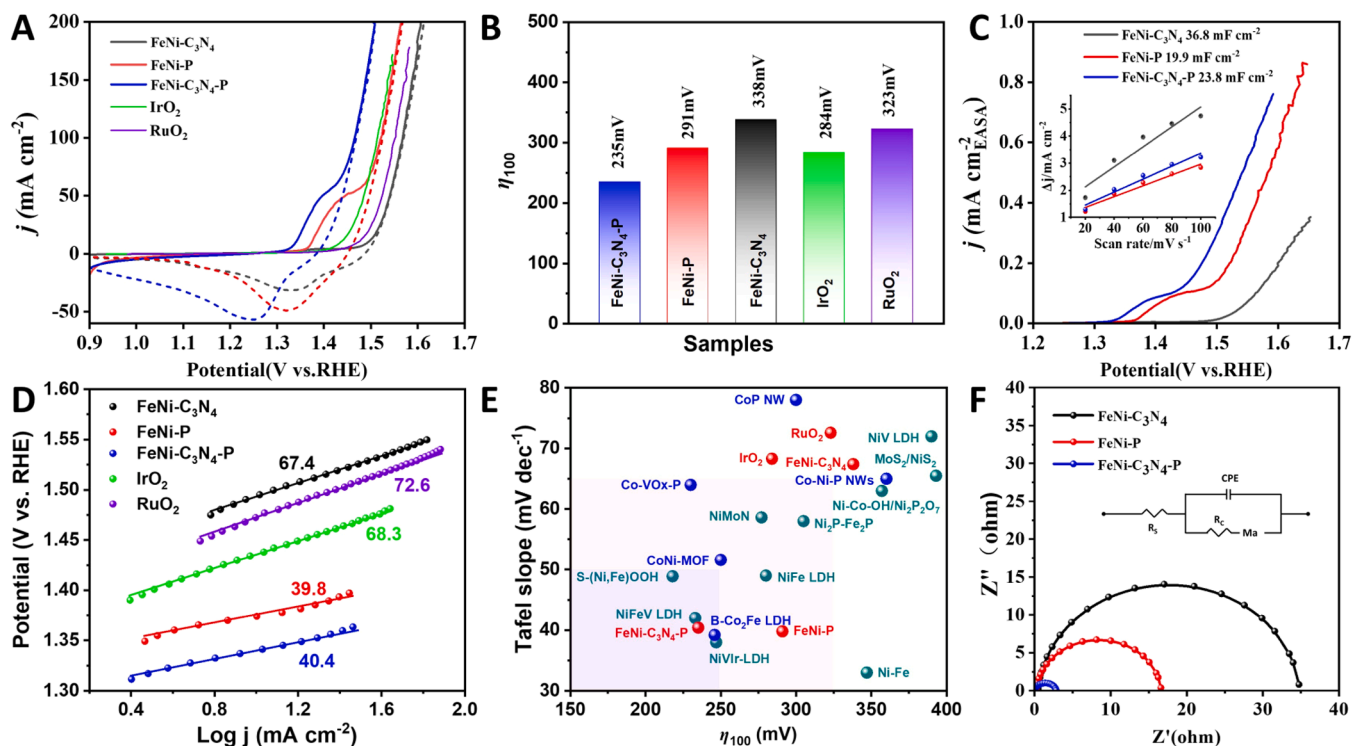 A
200
150
100
50
0
-50
j (mA cm⁻²)
FeNi-C₃N₄
FeNi-P
FeNi-C₃N₄-P
IrO₂
RuO₂
0.9 1.0 1.1 1.2 1.3 1.4 1.5 1.6 1.7
Potential(V vs.RHE)
B
500
400
300
200
100
000
η₁₀₀
235mV
291mV
338mV
284mV
323mV
FeNi-C₃N₄-P
FeNi-P
FeNi-C₃N₄
IrO₂
RuO₂
Samples
C
1.0
0.8
0.6
0.4
0.2
0.0
j (mA cm⁻²EASA)
FeNi-C₃N₄ 36.8 mF cm⁻²
FeNi-P 19.9 mF cm⁻²
FeNi-C₃N₄-P 23.8 mF cm⁻²
5
4
3
2
1
Δj/mA cm⁻²
20 40 60 80 100
Scan rate/mV s⁻¹
1.2 1.3 1.4 1.5 1.6 1.7
Potential(V vs.RHE)
D
1.60
1.55
1.50
1.45
1.40
1.35
1.30
Potential (V vs. RHE)
FeNi-C₃N₄
FeNi-P
FeNi-C₃N₄-P
IrO₂
RuO₂
67.4
72.6
68.3
39.8
40.4
0.4 0.8 1.2 1.6 2.0
Log j (mA cm⁻²)
E
80
70
60
50
40
30
Tafel slope (mV dec⁻¹)
CoP NW
RuO₂
NiV LDH
IrO₂
FeNi-C₃N₄
MoS₂/NiS₂
Co-VOx-P
Co-Ni-P NWs
Ni-Co-OH/Ni₂P₂O₇
NiMoN
Ni₂P-Fe₂P
CoNi-MOF
S-(Ni,Fe)OOH
NiFe LDH
NiFeV LDH
B-Co₂Fe LDH
FeNi-C₃N₄-P
FeNi-P
NiVIr-LDH
Ni-Fe
150 200 250 300 350 400
η₁₀₀ (mV)
F
40
35
30
25
20
15
10
5
0
Z''（ohm)
FeNi-C₃N₄
FeNi-P
FeNi-C₃N₄-P
CPE
Rs
Rc
Ma
0 10 20 30 40
Z'(ohm)